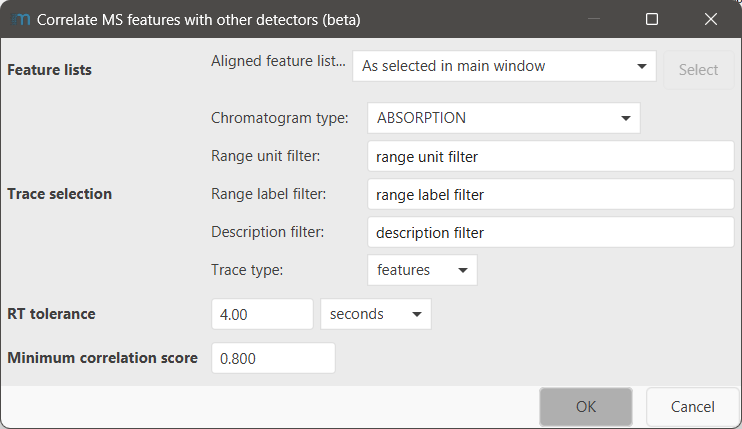 m Correlate MS features with other detectors (beta)
Feature lists
Aligned feature list... As selected in main window Select
Chromatogram type: ABSORPTION
Range unit filter: range unit filter
Trace selection
Range label filter: range label filter
Description filter: description filter
Trace type: features
RT tolerance 4.00 seconds
Minimum correlation score 0.800
OK Cancel